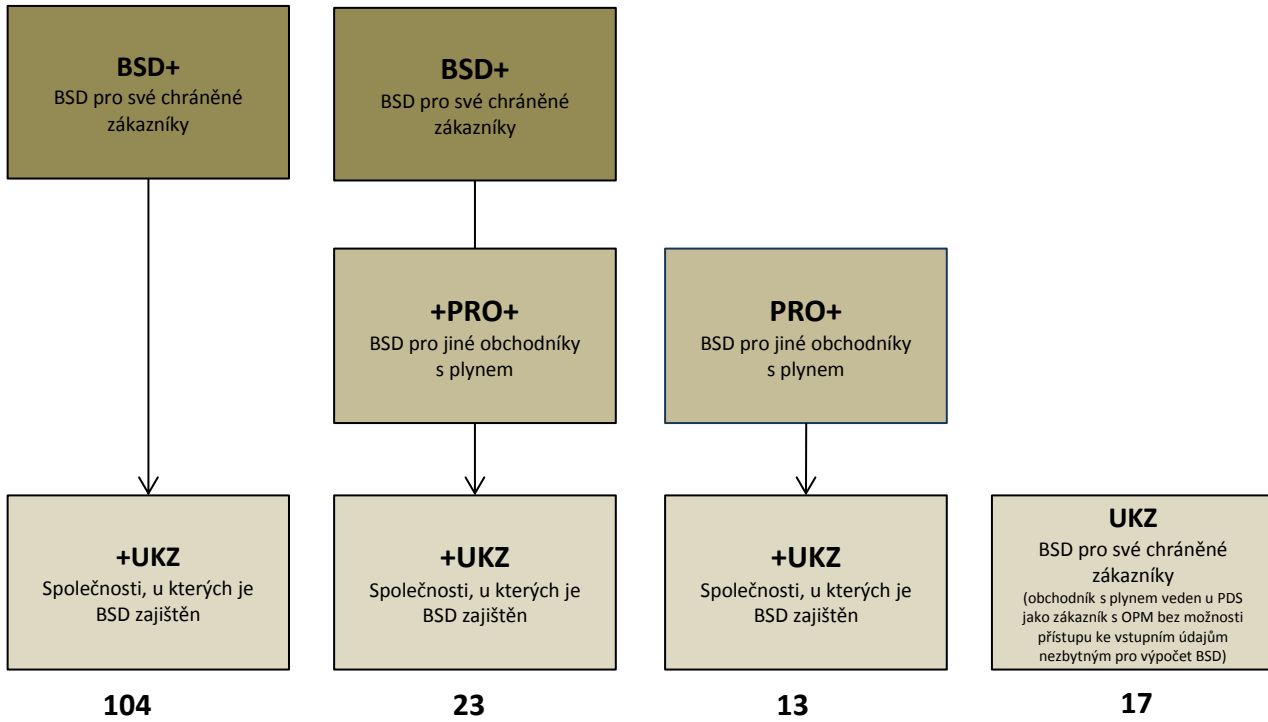 BSD+
BSD pro své chráněné
zákazníky
BSD+
BSD pro své chráněné
zákazníky
+PRO+
BSD pro jiné obchodníky
s plynem
PRO+
BSD pro jiné obchodníky
s plynem
+UKZ
Společnosti, u kterých je
BSD zajištěn
+UKZ
Společnosti, u kterých je
BSD zajištěn
+UKZ
Společnosti, u kterých je
BSD zajištěn
UKZ
BSD pro své chráněné
zákazníky
(obchodník s plynem veden u PDS
jako zákazník s OPM bez možnosti
přístupu ke vstupním údajům
nezbytným pro výpočet BSD)
104
23
13
17